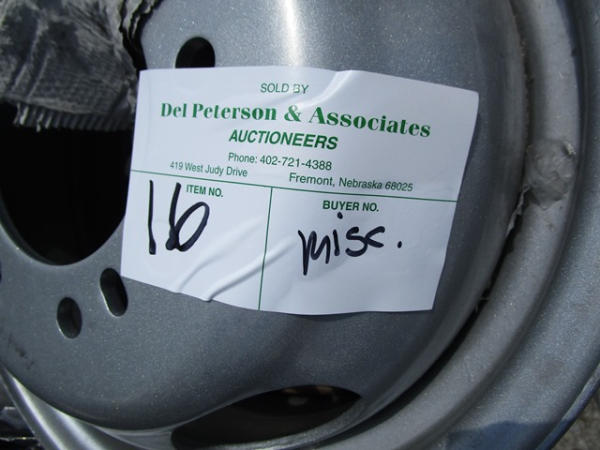 SOLD BY
Del Peterson & Associates
AUCTIONEERS
Phone: 402-721-4388
419 West Judy Drive Fremont, Nebraska 68025
ITEM NO.
16
BUYER NO.
misc.